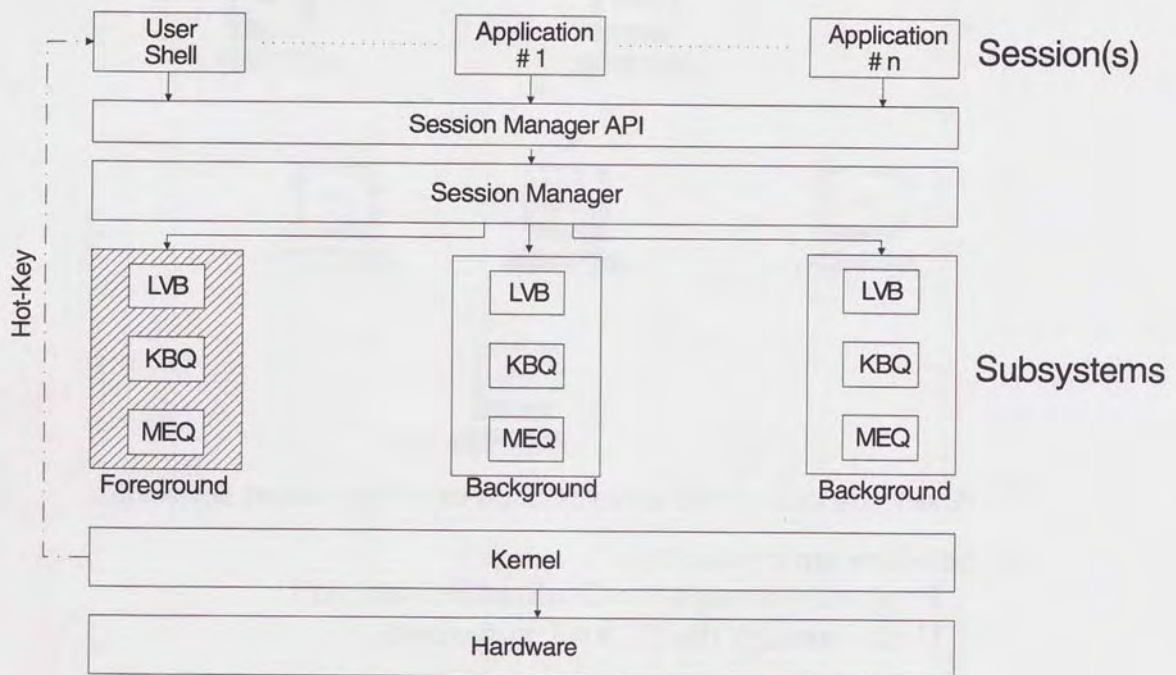 User
Shell
Application
# 1
Application
# n
Session(s)
Session Manager API
Session Manager
Hot-Key
LVB
KBQ
MEQ
Foreground
LVB
KBQ
MEQ
Background
LVB
KBQ
MEQ
Background
Subsystems
Kernel
Hardware